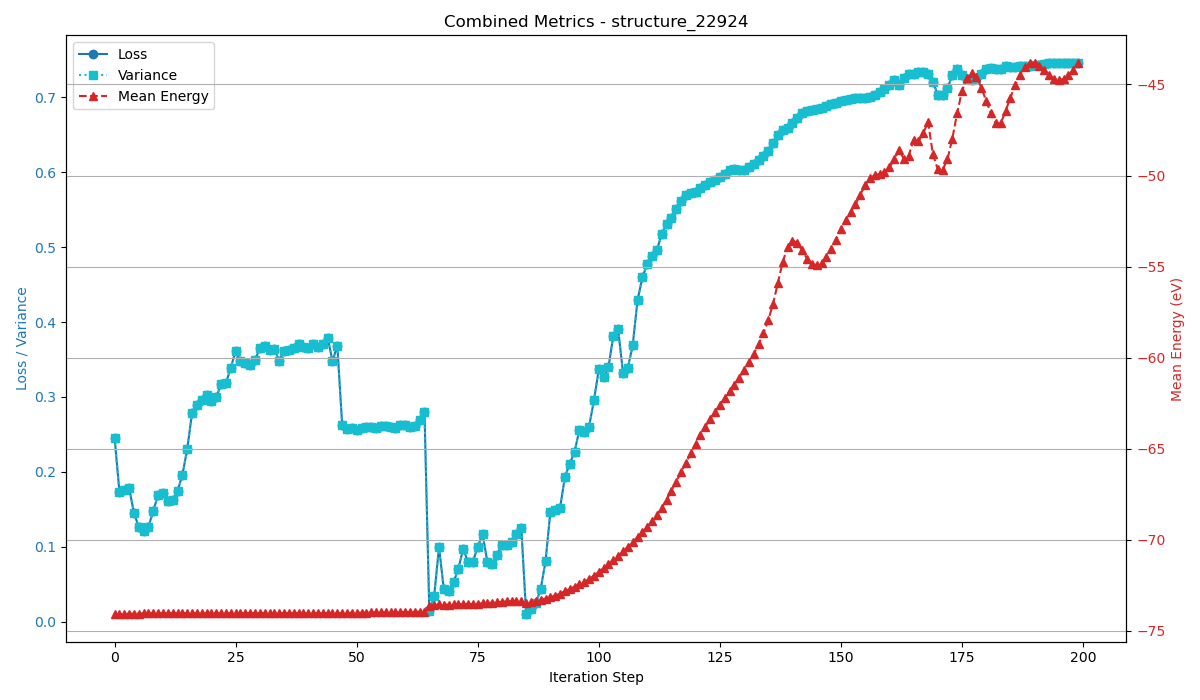 Combined Metrics - structure_22924
Loss
Variance
Mean Energy
Loss / Variance
0.7
0.6
0.5
0.4
0.3
0.2
0.1
0.0
−45
−50
−55
−60
−65
−70
−75
Mean Energy (eV)
0 25 50 75 100 125 150 175 200
Iteration Step